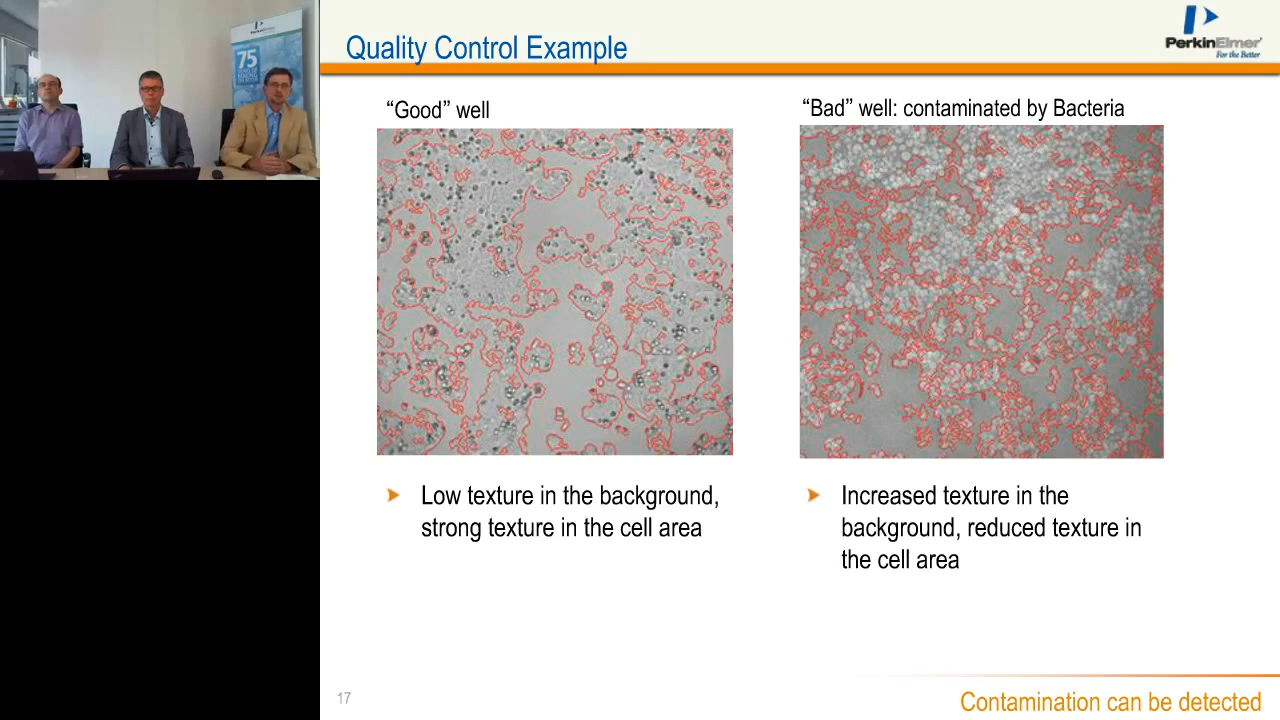 Quality Control Example
PerkinElmer
For the Better
PerkinElmer
75
"Good" well
"Bad" well: contaminated by Bacteria
Low texture in the background,
strong texture in the cell area
Increased texture in the
background, reduced texture in
the cell area
17
Contamination can be detected